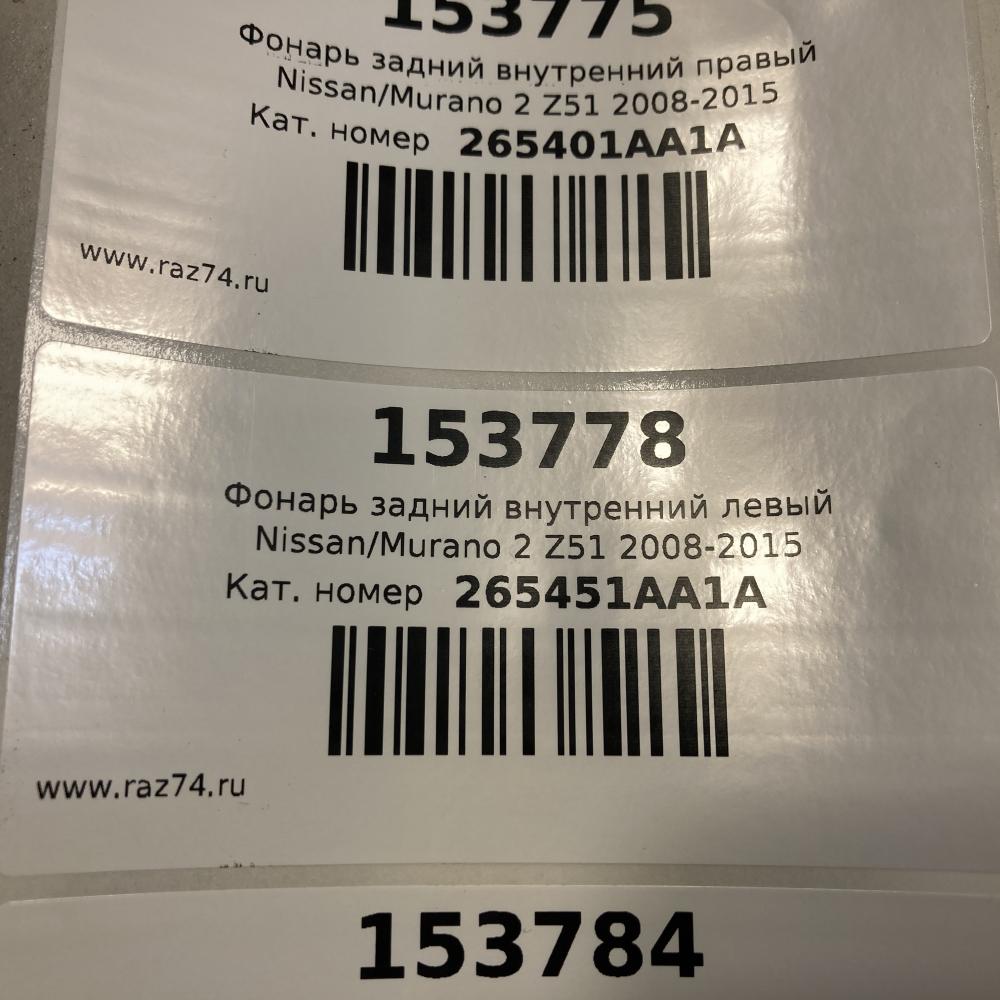 153775
Фонарь задний внутренний правый
Nissan/Murano 2 Z51 2008-2015
Кат. номер 265401AA1A
www.raz74.ru
153778
Фонарь задний внутренний левый
Nissan/Murano 2 Z51 2008-2015
Кат. номер 265451AA1A
www.raz74.ru
153784